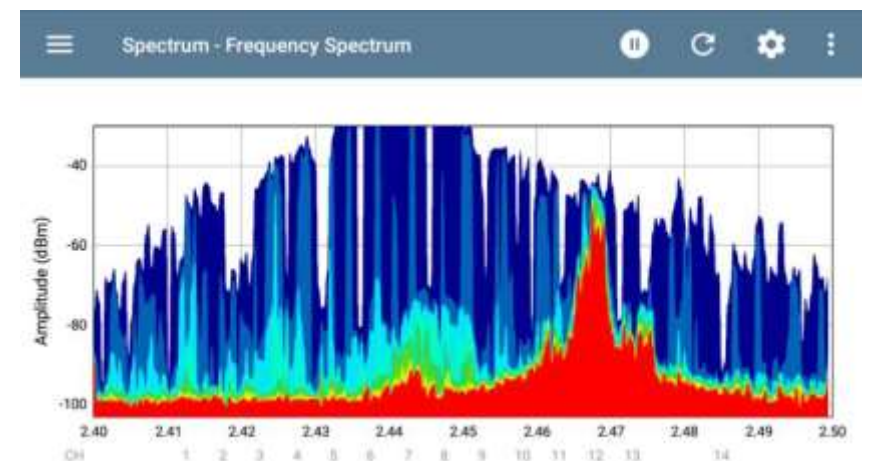 Spectrum - Frequency Spectrum
Amplitude (dBm)
-40
-60
-80
-100
2.40 2.41 2.42 2.43 2.44 2.45 2.46 2.47 2.48 2.49 2.50
CH 1 2 3 4 5 6 7 8 9 10 11 12 13 14